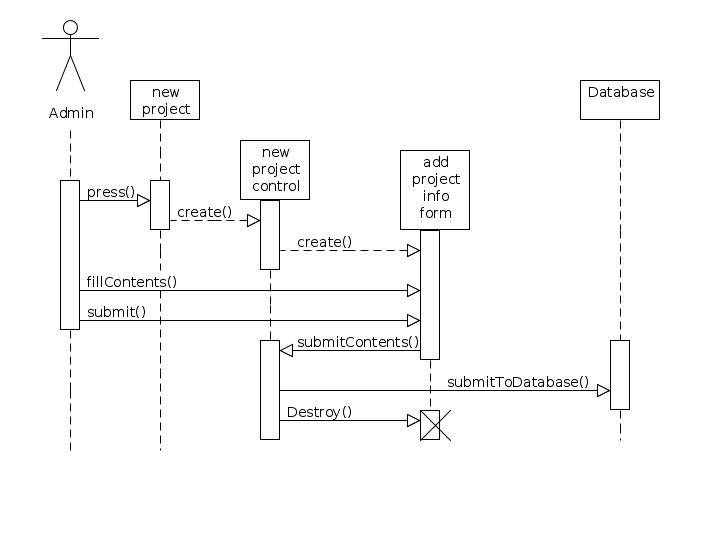 Admin
new
project
Database
new
project
control
add
project
info
form
press()
create()
create()
fillContents()
submit()
submitContents()
submitToDatabase()
Destroy()